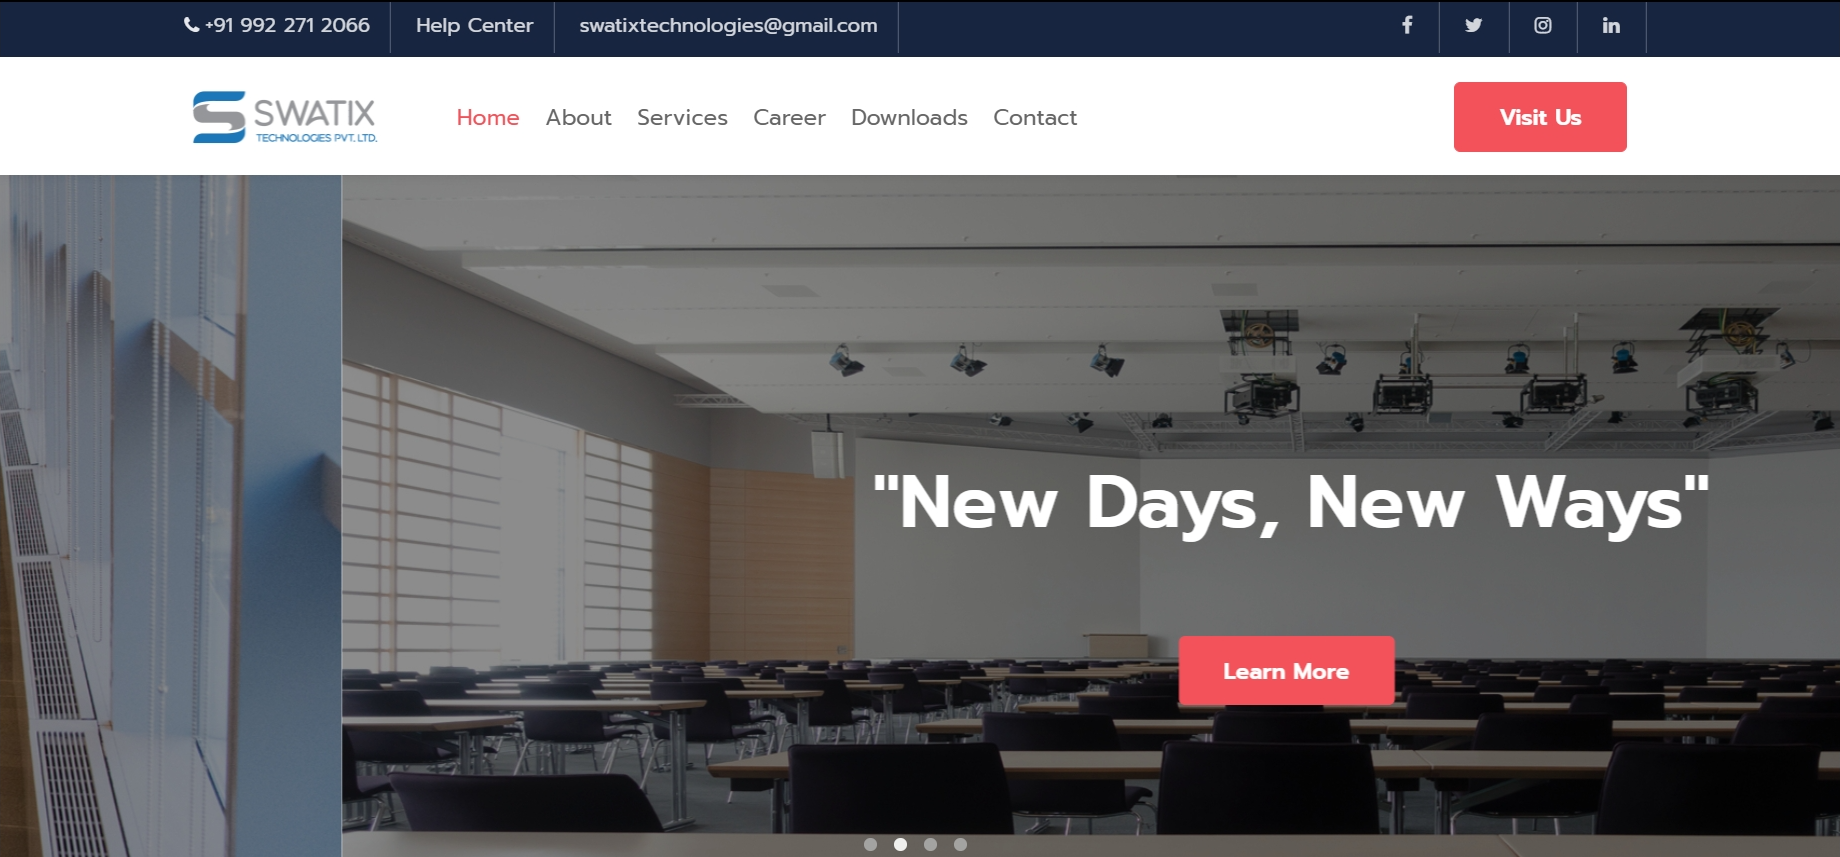 +91 992 271 2066
Help Center
swatixtechnologies@gmail.com
SWATIX
TECHNOLOGIES PVT. LTD.
Home
About
Services
Career
Downloads
Contact
Visit Us
"New Days, New Ways"
Learn More